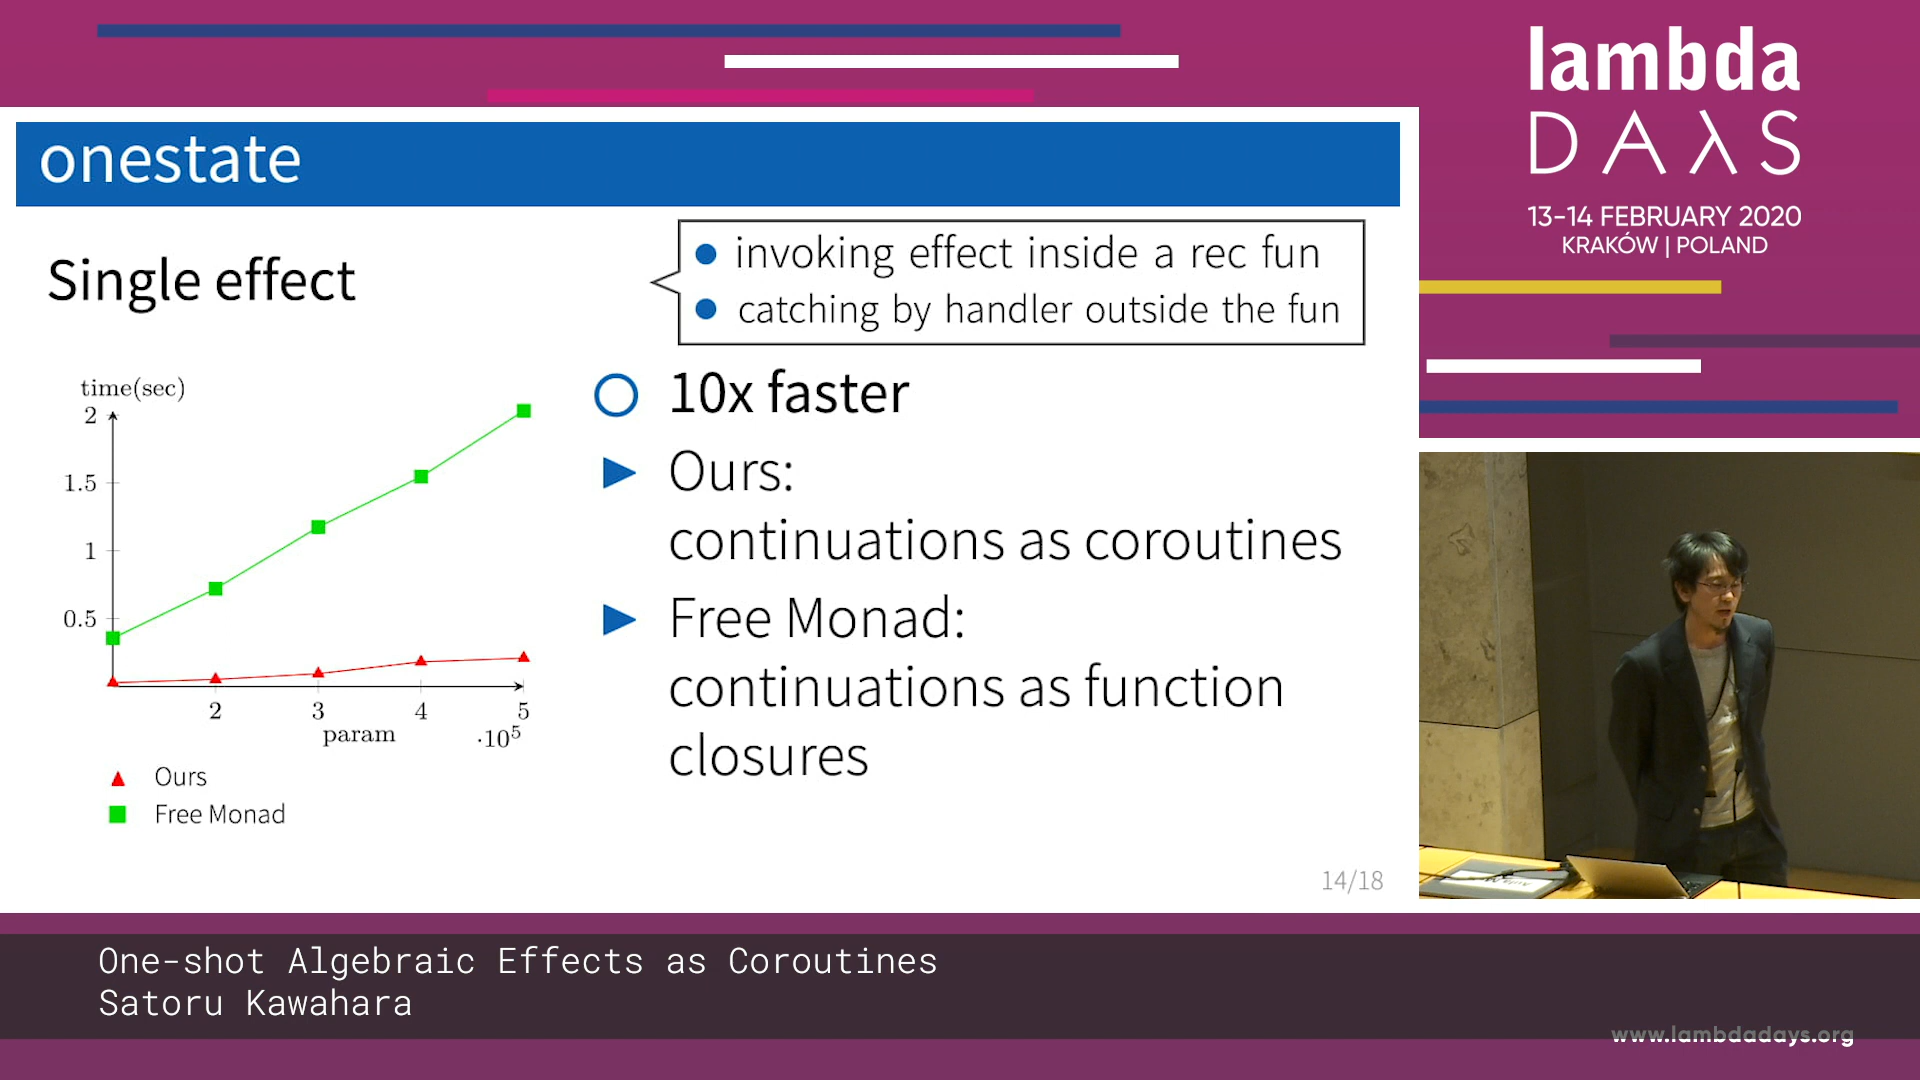 lambda
DAλS
13-14 FEBRUARY 2020
KRAKÓW | POLAND
onestate
Single effect
● invoking effect inside a rec fun
● catching by handler outside the fun
10x faster
Ours:
continuations as coroutines
Free Monad:
continuations as function
closures
time(sec)
2
1.5
1
0.5
2 3 4 5
param ·10⁵
Ours
Free Monad
14/18
One-shot Algebraic Effects as Coroutines
Satoru Kawahara
www.lambdadays.org